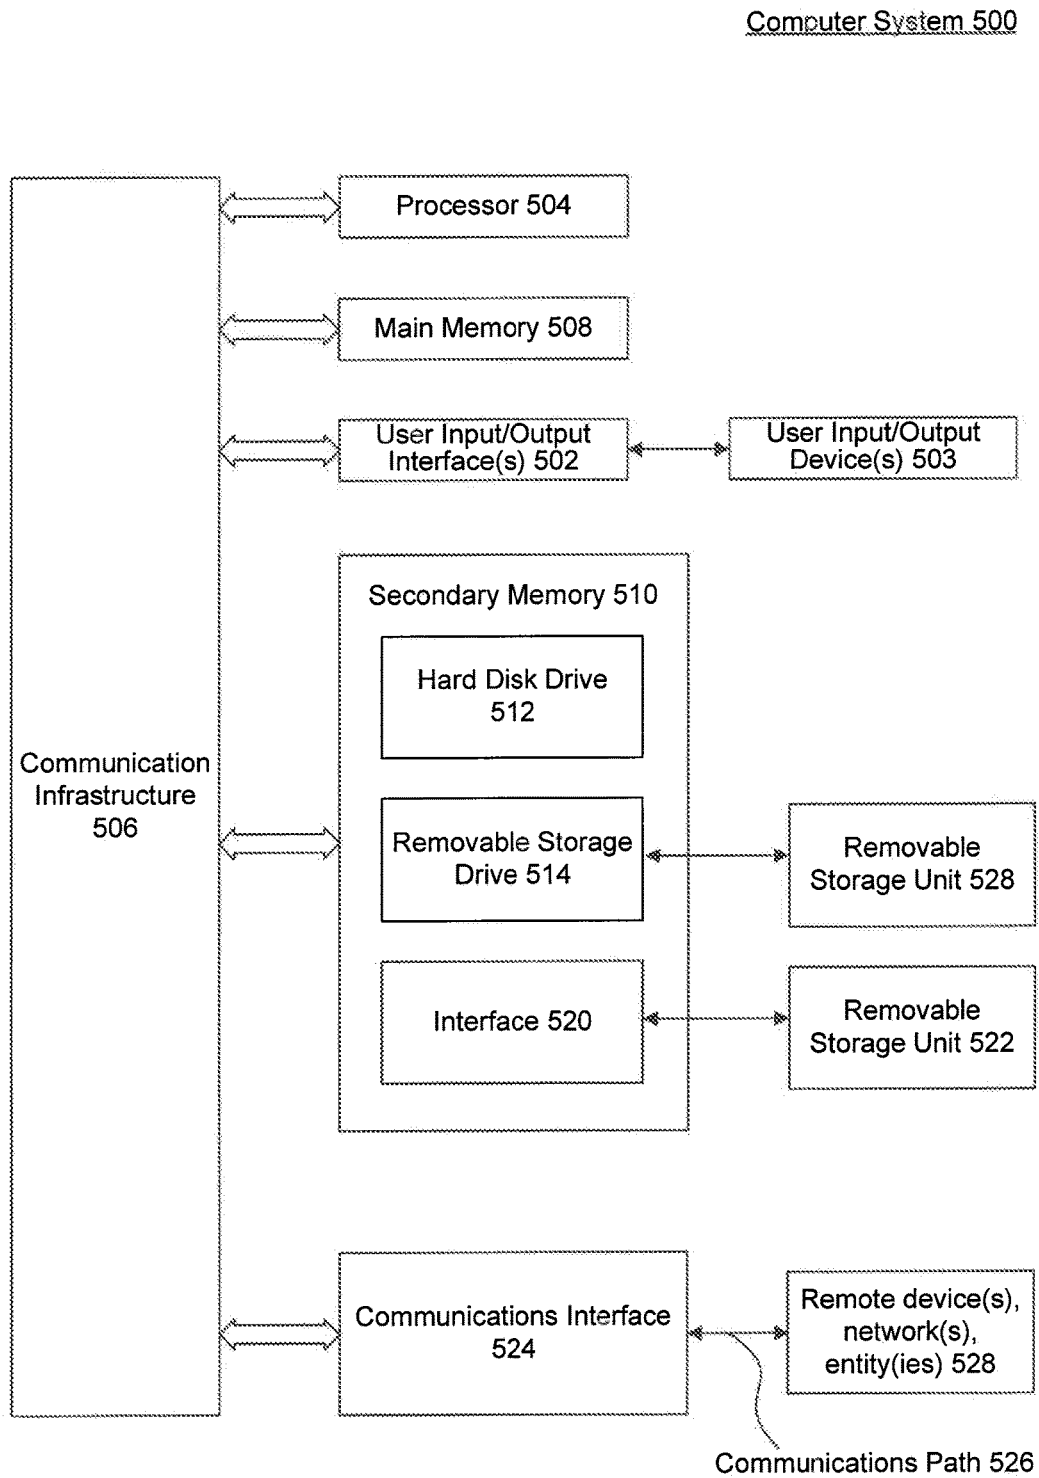 Computer System 500
Processor 504
Main Memory 508
User Input/Output
Interface(s) 502
User Input/Output
Device(s) 503
Secondary Memory 510
Hard Disk Drive
512
Communication
Infrastructure
506
Removable Storage
Drive 514
Removable
Storage Unit 528
Interface 520
Removable
Storage Unit 522
Communications Interface
524
Remote device(s),
network(s),
entity(ies) 528
Communications Path 526